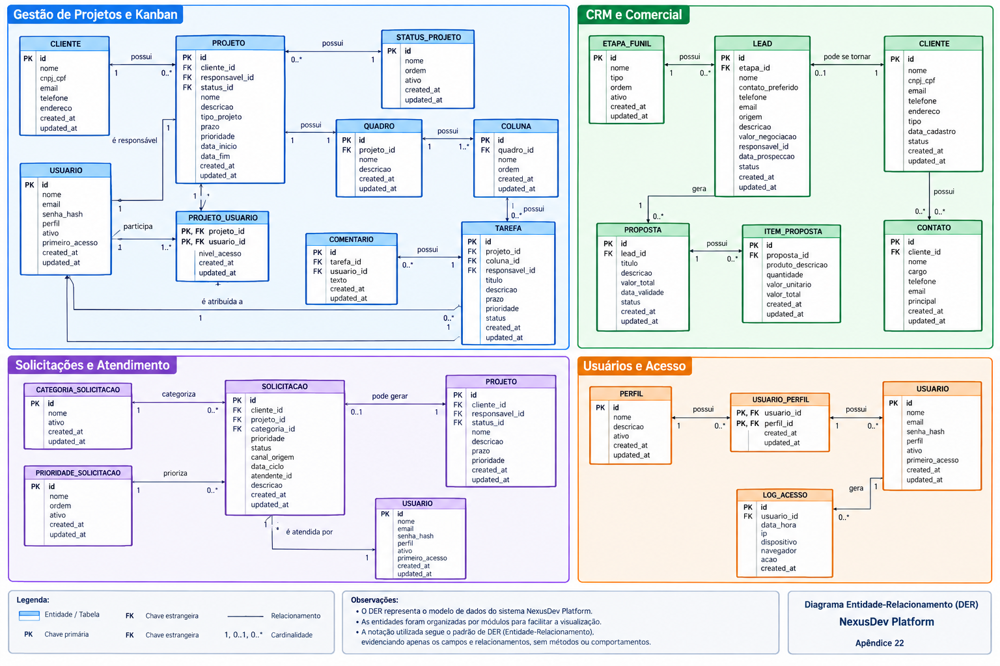 Gestão de Projetos e Kanban
CLIENTE
PK id
nome
cnpj_cpf
email
telefone
endereco
created_at
updated_at
possui
1 0..*
PROJETO
PK id
FK cliente_id
FK responsavel_id
FK status_id
nome
descricao
tipo_projeto
prazo
prioridade
data_inicio
data_fim
created_at
updated_at
possui
0..* 1
STATUS_PROJETO
PK id
nome
ordem
ativo
created_at
updated_at
é responsável
1
1
possui
1 1
QUADRO
PK id
FK projeto_id
nome
descricao
created_at
updated_at
possui
1 1..*
COLUNA
PK id
FK quadro_id
nome
ordem
created_at
updated_at
USUARIO
PK id
nome
email
senha_hash
perfil
ativo
primeiro_acesso
created_at
updated_at
participa
1 1..*
1 *
PROJETO_USUARIO
PK, FK projeto_id
PK, FK usuario_id
nivel_acesso
created_at
updated_at
COMENTARIO
PK id
FK tarefa_id
FK usuario_id
texto
created_at
updated_at
possui
0..* 1
0..* possui
TAREFA
PK id
FK projeto_id
FK coluna_id
FK responsavel_id
titulo
descricao
prazo
prioridade
status
created_at
updated_at
é atribuída a
1 0..*
1
CRM e Comercial
ETAPA_FUNIL
PK id
nome
tipo
ordem
ativo
created_at
updated_at
possui
1 0..*
LEAD
PK id
FK etapa_id
nome
contato_preferido
telefone
email
origem
descricao
valor_negociacao
responsavel_id
data_prospeccao
status
created_at
updated_at
pode se tornar
0..1 1
CLIENTE
PK id
nome
cnpj_cpf
email
telefone
endereco
tipo
data_cadastro
status
created_at
updated_at
gera
1
0..*
possui
0..* 0..*
PROPOSTA
PK id
FK lead_id
titulo
descricao
valor_total
data_validade
status
created_at
updated_at
possui
1 0..*
ITEM_PROPOSTA
PK id
FK proposta_id
produto_descricao
quantidade
valor_unitario
valor_total
created_at
updated_at
CONTATO
PK id
FK cliente_id
nome
cargo
telefone
email
principal
created_at
updated_at
Solicitações e Atendimento
CATEGORIA_SOLICITACAO
PK id
nome
ativo
created_at
updated_at
categoriza
1 0..*
SOLICITACAO
PK id
FK cliente_id
FK projeto_id
FK categoria_id
prioridade
status
canal_origem
data_ciclo
atendente_id
descricao
created_at
updated_at
pode gerar
0..1 1
PROJETO
PK id
FK cliente_id
FK responsavel_id
FK status_id
nome
descricao
prazo
prioridade
created_at
updated_at
PRIORIDADE_SOLICITACAO
PK id
nome
ordem
ativo
created_at
updated_at
prioriza
1 0..*
1
*
é atendida por
1
USUARIO
PK id
nome
email
senha_hash
perfil
ativo
primeiro_acesso
created_at
updated_at
Usuários e Acesso
PERFIL
PK id
nome
descricao
ativo
created_at
updated_at
possui
1 0..*
USUARIO_PERFIL
PK, FK usuario_id
PK, FK perfil_id
created_at
updated_at
possui
1 0..*
USUARIO
PK id
nome
email
senha_hash
perfil
ativo
primeiro_acesso
created_at
updated_at
gera 1
0..*
LOG_ACESSO
PK id
FK usuario_id
data_hora
ip
dispositivo
navegador
acao
created_at
Legenda:
Entidade / Tabela
FK Chave estrangeira
Relacionamento
PK Chave primária
FK Chave estrangeira
1, 0..1, 0..* Cardinalidade
Observações:
• O DER representa o modelo de dados do sistema NexusDev Platform.
• As entidades foram organizadas por módulos para facilitar a visualização.
• A notação utilizada segue o padrão de DER (Entidade-Relacionamento),
evidenciando apenas os campos e relacionamentos, sem métodos ou comportamentos.
Diagrama Entidade-Relacionamento (DER)
NexusDev Platform
Apêndice 22